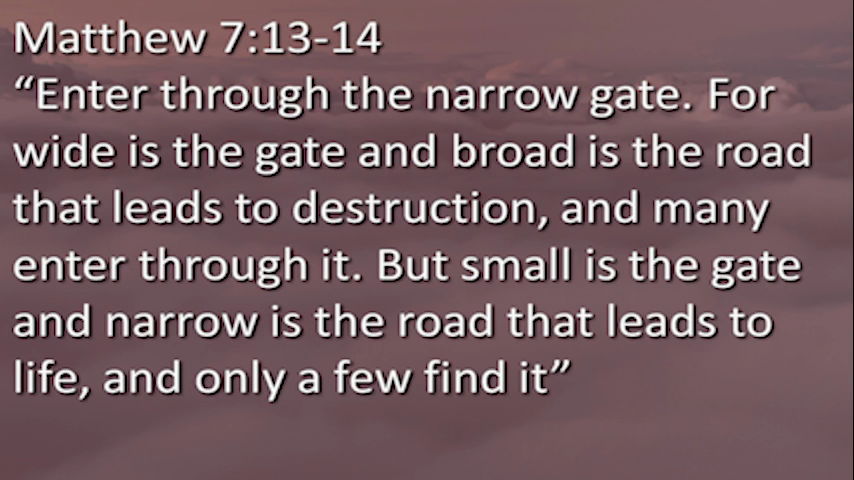 Matthew 7:13-14
“Enter through the narrow gate. For
wide is the gate and broad is the road
that leads to destruction, and many
enter through it. But small is the gate
and narrow is the road that leads to
life, and only a few find it”